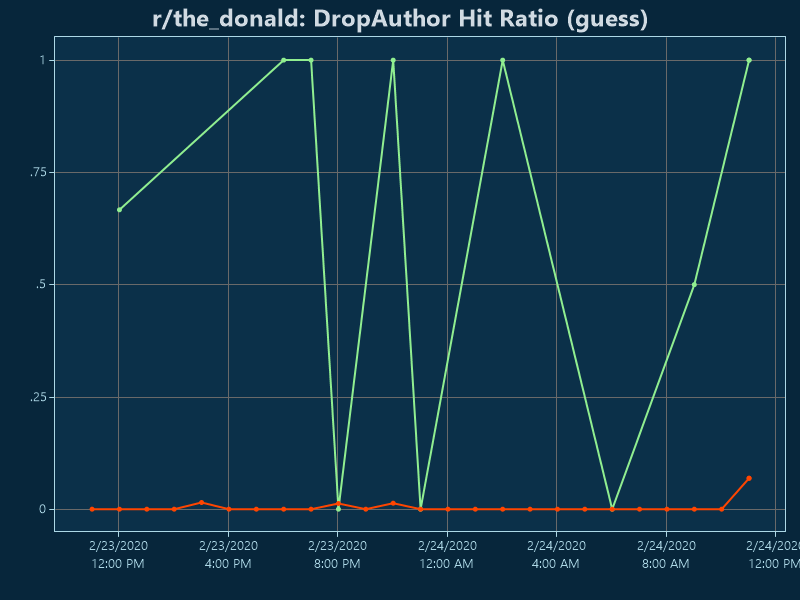 r/the_donald: DropAuthor Hit Ratio (guess)
1
.75
.5
.25
0
2/23/2020 2/23/2020 2/23/2020 2/24/2020 2/24/2020 2/24/2020 2/24/2020
12:00 PM 4:00 PM 8:00 PM 12:00 AM 4:00 AM 8:00 AM 12:00 PM